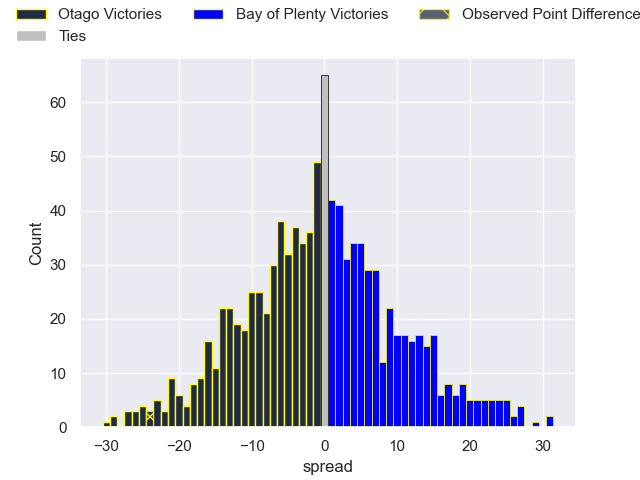 Otago Victories
Bay of Plenty Victories
Observed Point Difference
Ties
60
50
40
30
20
10
0
Count
−30
−20
−10
0
10
20
30
spread